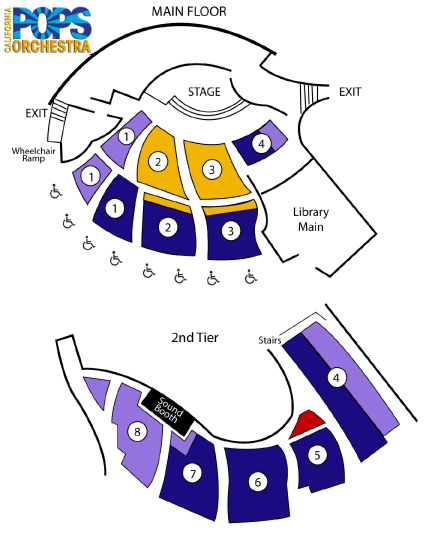 CALIFORNIA
POPS
ORCHESTRA
MAIN FLOOR
STAGE
EXIT
EXIT
Wheelchair
Ramp
1
1
1
2
3
4
2
3
Library
Main
2nd Tier
Stairs
Sound
Booth
4
8
7
6
5